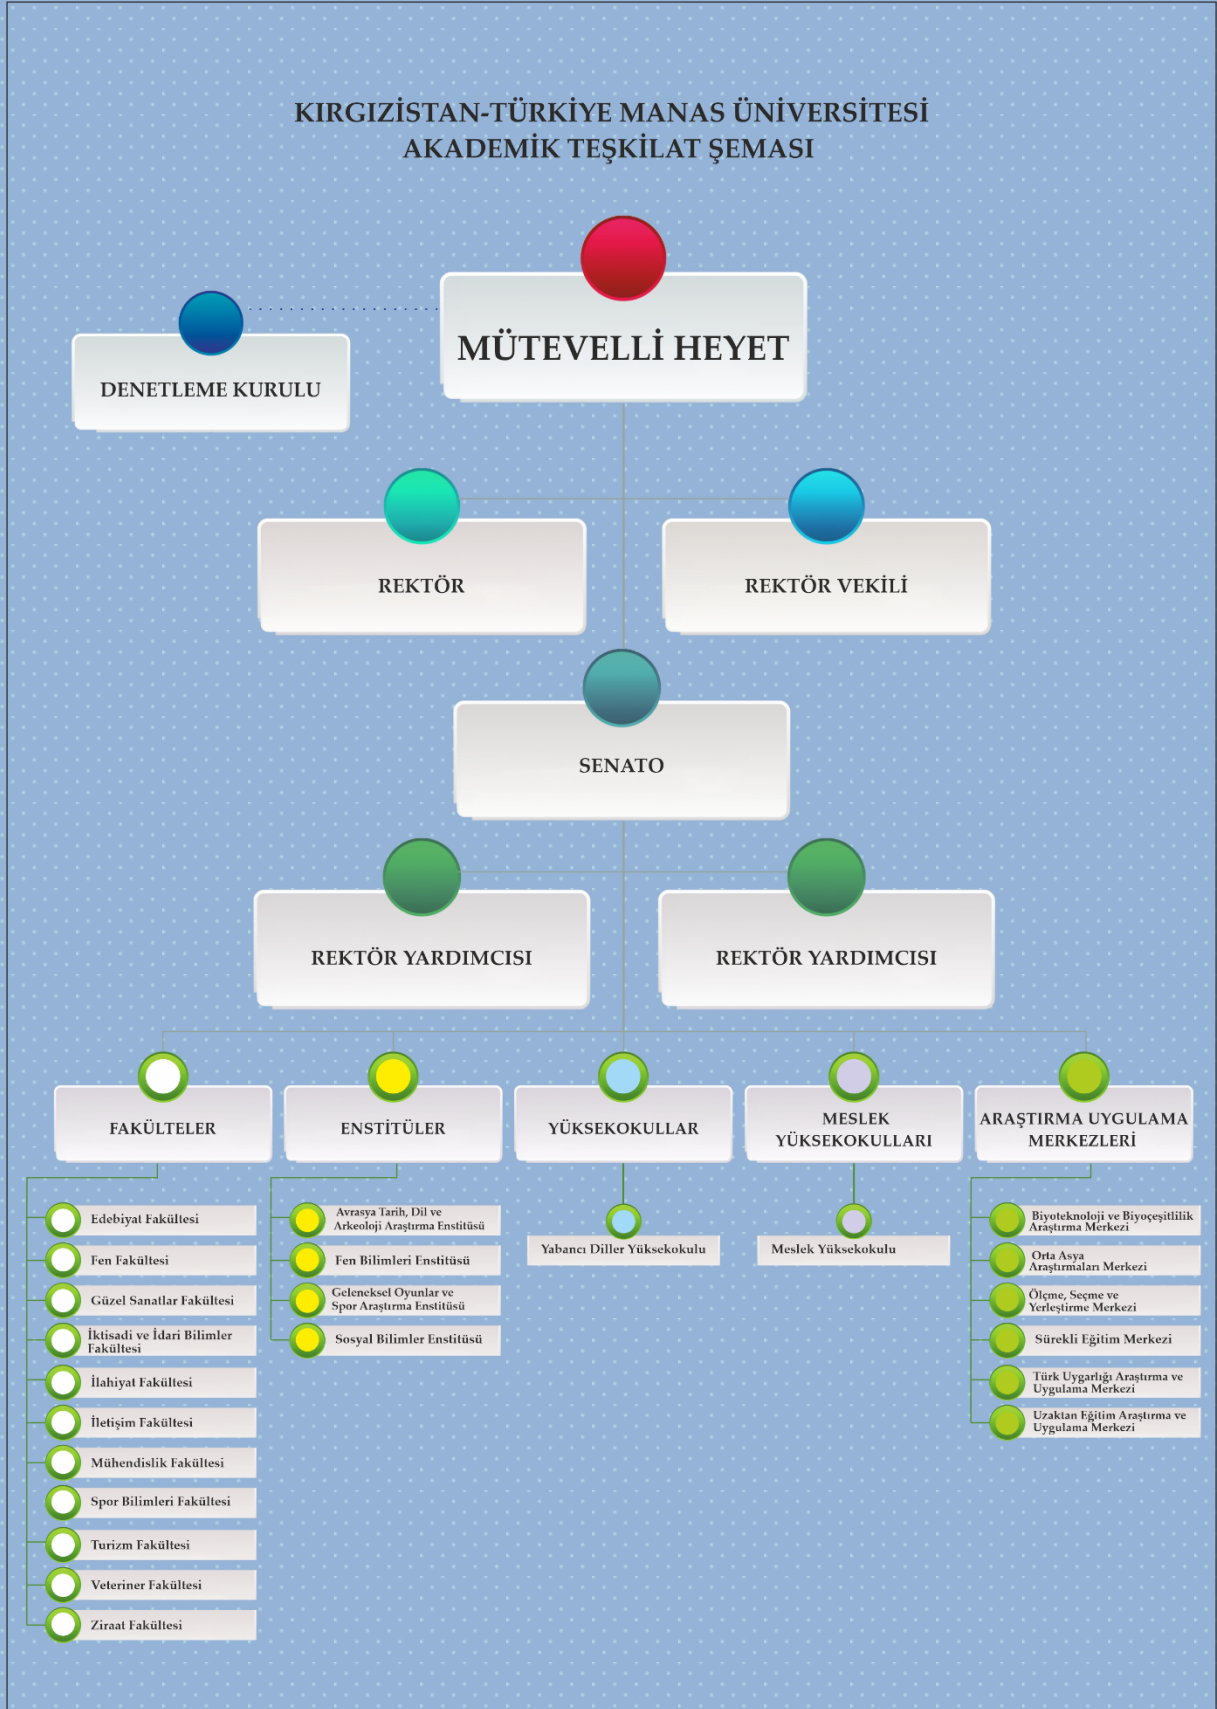 KIRGIZİSTAN-TÜRKİYE MANAS ÜNİVERSİTESİ
AKADEMİK TEŞKİLAT ŞEMASI
MÜTEVELLİ HEYET
DENETLEME KURULU
REKTÖR
REKTÖR VEKİLİ
SENATO
REKTÖR YARDIMCISI
REKTÖR YARDIMCISI
FAKÜLTELER
ENSTİTÜLER
YÜKSEKOKULLAR
MESLEK
YÜKSEKOKULLARI
ARAŞTIRMA UYGULAMA
MERKEZLERİ
Edebiyat Fakültesi
Fen Fakültesi
Güzel Sanatlar Fakültesi
İktisadi ve İdari Bilimler
Fakültesi
İlahiyat Fakültesi
İletişim Fakültesi
Mühendislik Fakültesi
Spor Bilimleri Fakültesi
Turizm Fakültesi
Veteriner Fakültesi
Ziraat Fakültesi
Avrasya Tarih, Dil ve
Arkeoloji Araştırma Enstitüsü
Fen Bilimleri Enstitüsü
Geleneksel Oyunlar ve
Spor Araştırma Enstitüsü
Sosyal Bilimler Enstitüsü
Yabancı Diller Yüksekokulu
Meslek Yüksekokulu
Biyoteknoloji ve Biyoçeşitlilik
Araştırma Merkezi
Orta Asya
Araştırmaları Merkezi
Ölçme, Seçme ve
Yerleştirme Merkezi
Sürekli Eğitim Merkezi
Türk Uygarlığı Araştırma ve
Uygulama Merkezi
Uzaktan Eğitim Araştırma ve
Uygulama Merkezi